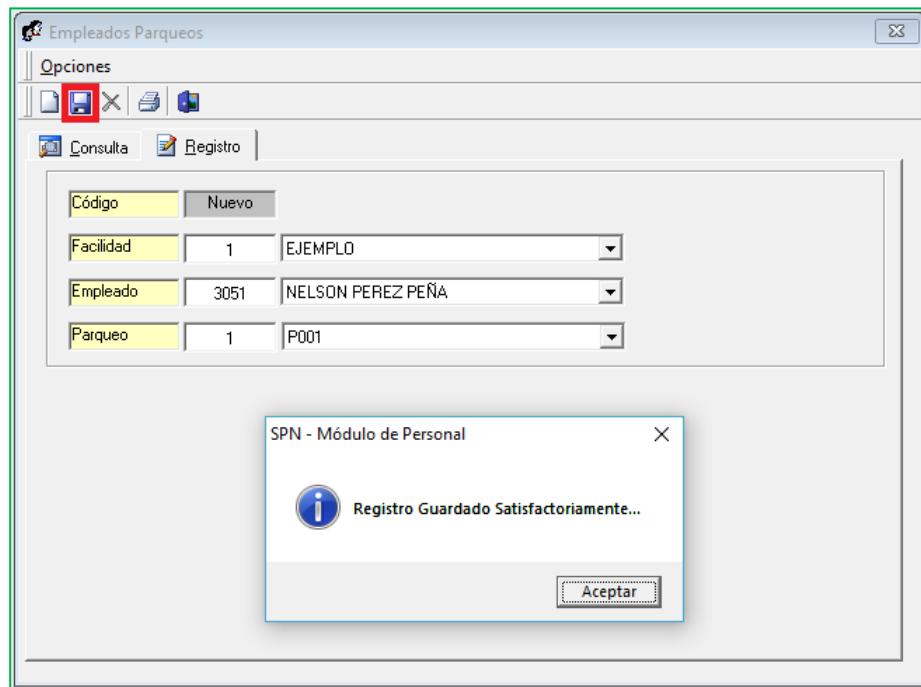 Empleados Parqueos
Opciones
Consulta Registro
Código Nuevo
Facilidad 1 EJEMPLO
Empleado 3051 NELSON PEREZ PEÑA
Parqueo 1 P001
SPN - Módulo de Personal
Registro Guardado Satisfactoriamente...
Aceptar